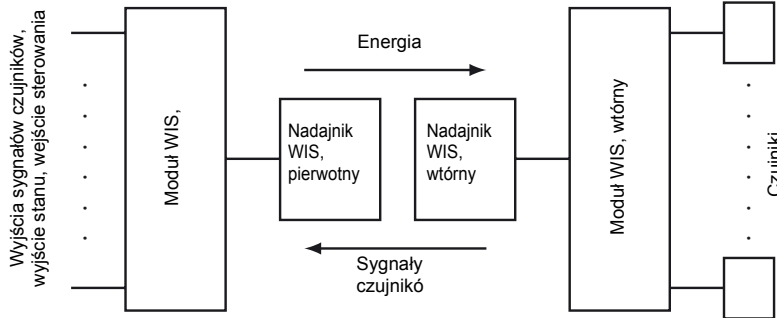 Wyjścia sygnałów czujników,
wyjście stanu, wejście sterowania
Moduł WIS,
Energia
Nadajnik
WIS,
pierwotny
Nadajnik
WIS,
wtórny
Sygnały
czujnikó
Moduł WIS, wtórny
Czujniki